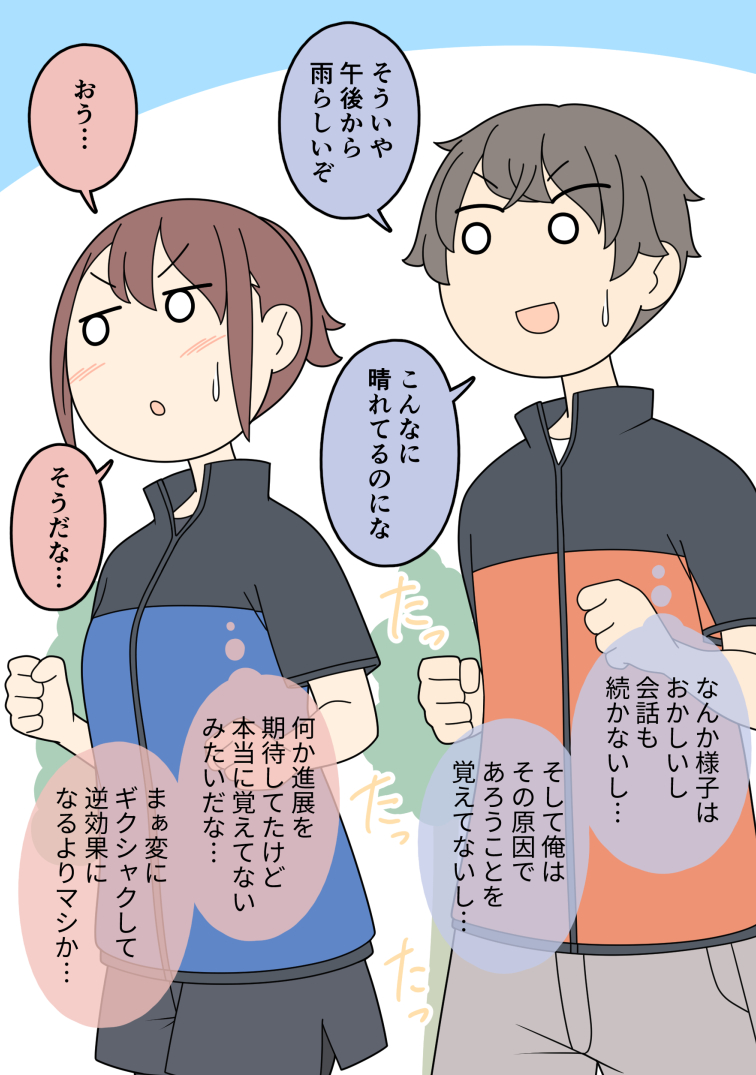 そういや
午後から
雨らしいぞ
おう…
こんなに
晴れてるのにな
そうだな…
たっ
たっ
たっ
なんか様子は
おかしいし
会話も
続かないし…
そして俺は
その原因で
あろうことを
覚えてないし…
何か進展を
期待してたけど
本当に覚えてない
みたいだな…
まぁ変に
ギクシャクして
逆効果に
なるよりマシか…